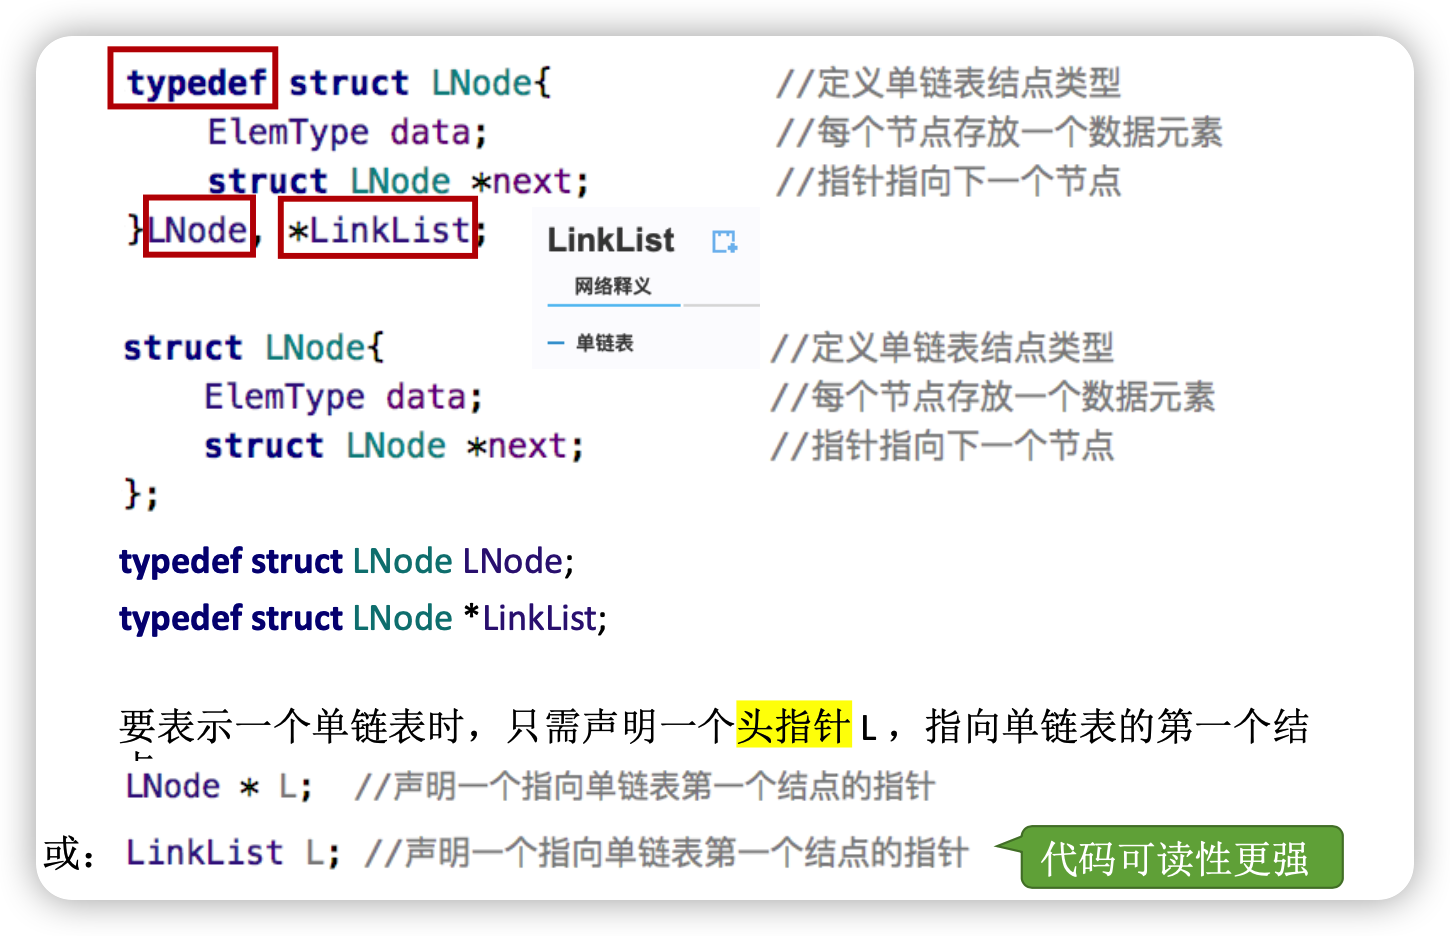 typedef struct LNode{ //定义单链表结点类型
ElemType data; //每个节点存放一个数据元素
struct LNode *next; //指针指向下一个节点
}LNode, *LinkList;
LinkList
网络释义
单链表
struct LNode{ //定义单链表结点类型
ElemType data; //每个节点存放一个数据元素
struct LNode *next; //指针指向下一个节点
};
typedef struct LNode LNode;
typedef struct LNode *LinkList;
要表示一个单链表时，只需声明一个头指针 L ，指向单链表的第一个结
LNode * L; //声明一个指向单链表第一个结点的指针
或： LinkList L; //声明一个指向单链表第一个结点的指针
代码可读性更强